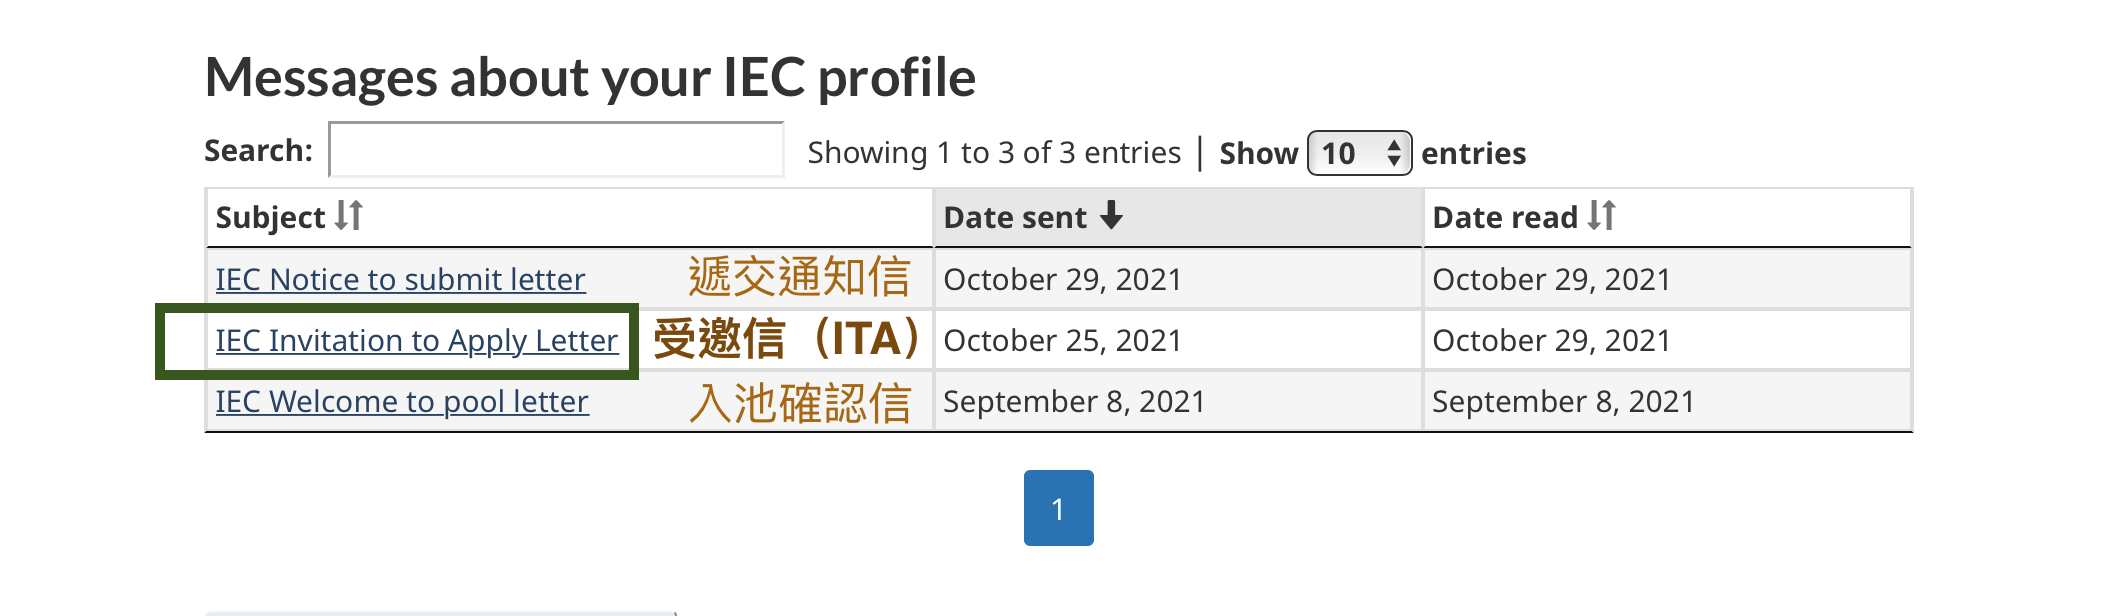 Messages about your IEC profile
Search: Showing 1 to 3 of 3 entries | Show 10 entries
Subject Date sent Date read
IEC Notice to submit letter 遞交通知信 October 29, 2021 October 29, 2021
IEC Invitation to Apply Letter 受邀信（ITA） October 25, 2021 October 29, 2021
IEC Welcome to pool letter 入池確認信 September 8, 2021 September 8, 2021
1